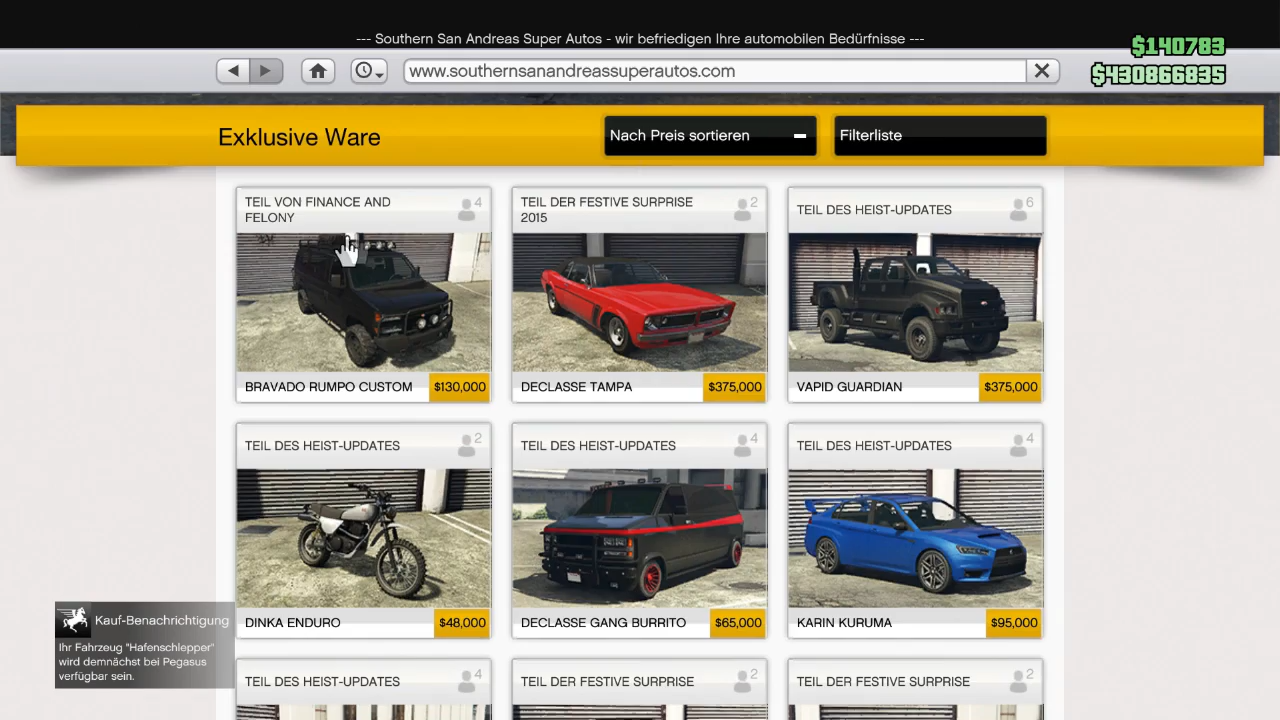 --- Southern San Andreas Super Autos - wir befriedigen Ihre automobilen Bedürfnisse ---
$140783
$430866835
www.southernsanandreassuperautos.com
Exklusive Ware
Nach Preis sortieren
Filterliste
TEIL VON FINANCE AND
FELONY
4
TEIL DER FESTIVE SURPRISE
2015
2
TEIL DES HEIST-UPDATES
6
BRAVADO RUMPO CUSTOM
$130,000
DECLASSE TAMPA
$375,000
VAPID GUARDIAN
$375,000
TEIL DES HEIST-UPDATES
2
TEIL DES HEIST-UPDATES
4
TEIL DES HEIST-UPDATES
4
DINKA ENDURO
$48,000
DECLASSE GANG BURRITO
$65,000
KARIN KURUMA
$95,000
Kauf-Benachrichtigung
Ihr Fahrzeug "Hafenschlepper"
wird demnächst bei Pegasus
verfügbar sein.
TEIL DES HEIST-UPDATES
4
TEIL DER FESTIVE SURPRISE
2
TEIL DER FESTIVE SURPRISE
2